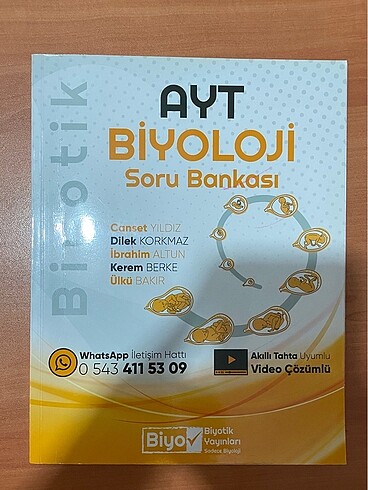 Biyotik
AYT
BİYOLOJİ
Soru Bankası
Canset YILDIZ
Dilek KORKMAZ
İbrahim ALTUN
Kerem BERKE
Ülkü BAKIR
WhatsApp İletişim Hattı
0 543 411 53 09
Akıllı Tahta Uyumlu
Video Çözümlü
Biyo
Biyotik
Yayınları
Sadece Biyoloji